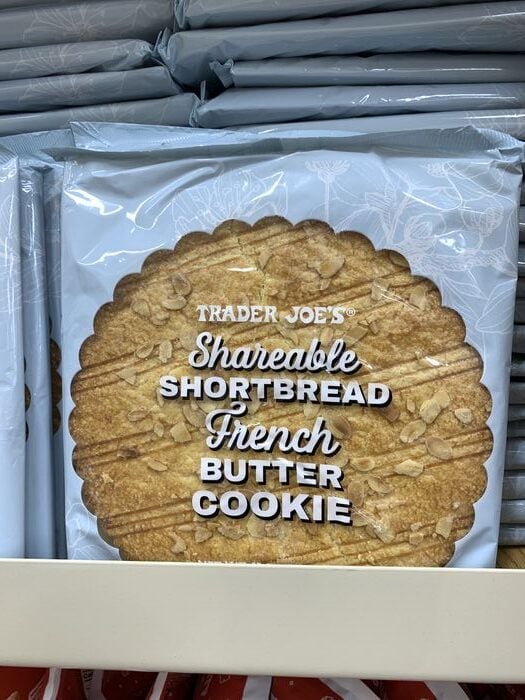 TRADER JOE'S®
Shareable
SHORTBREAD
French
BUTTER
COOKIE